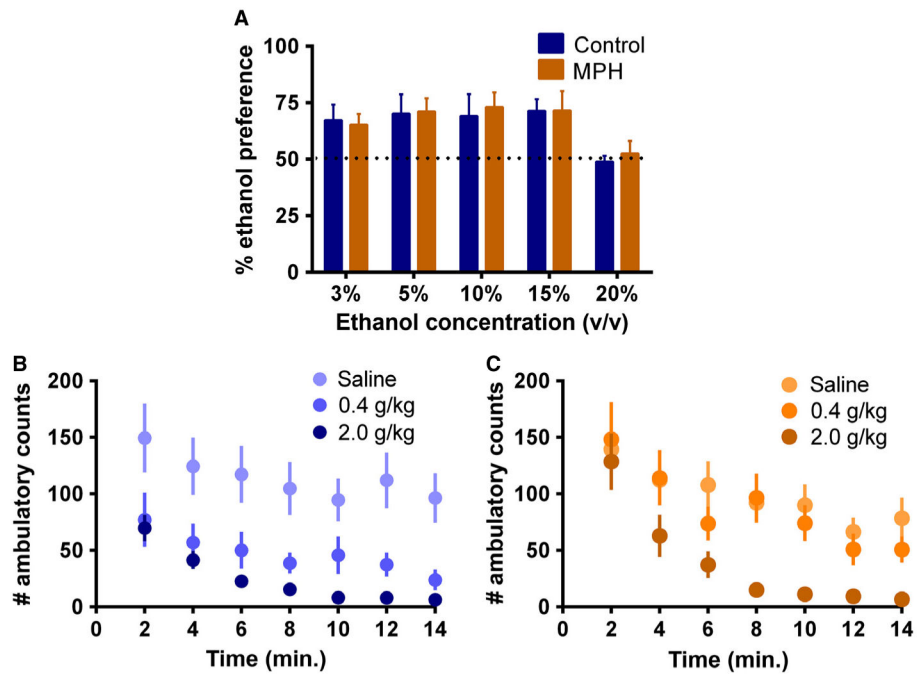 A
Control
MPH
% ethanol preference
100
75
50
25
0
3% 5% 10% 15% 20%
Ethanol concentration (v/v)
B
Saline
0.4 g/kg
2.0 g/kg
# ambulatory counts
200
150
100
50
0
0 2 4 6 8 10 12 14
Time (min.)
C
Saline
0.4 g/kg
2.0 g/kg
# ambulatory counts
200
150
100
50
0
0 2 4 6 8 10 12 14
Time (min.)